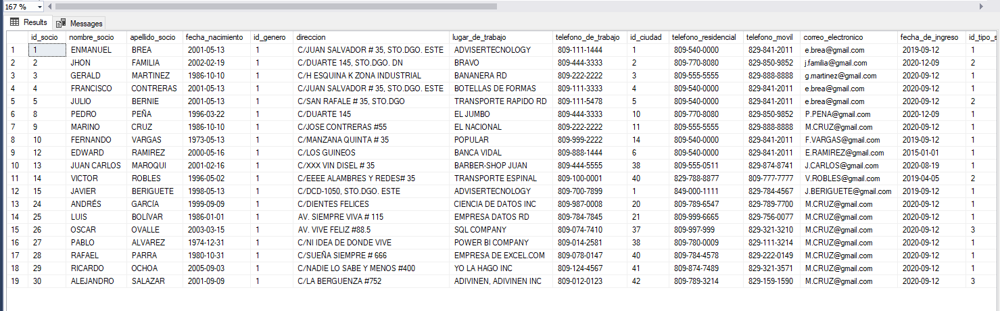 167 %
Results Messages
id_socio nombre_socio apellido_socio fecha_nacimiento id_genero direccion lugar_de_trabajo telefono_de_trabajo id_ciudad telefono_residencial telefono_movil correo_electronico fecha_de_ingreso id_tipo_s
1 1 ENMANUEL BREA 2001-05-13 1 C/JUAN SALVADOR # 35, STO.DGO. ESTE ADVISERTECNOLOGY 809-111-1444 1 809-540-0000 829-841-2011 e.brea@gmail.com 2019-09-12 1
2 2 JHON FAMILIA 2002-02-19 1 C/DUARTE 145, STO.DGO. DN BRAVO 809-444-3333 2 809-770-8080 829-850-9852 j.familia@gmail.com 2020-12-09 2
3 3 GERALD MARTINEZ 1986-10-10 1 C/H ESQUINA K ZONA INDUSTRIAL BANANERA RD 809-222-2222 3 809-555-5555 829-888-8888 g.martinez@gmail.com 2020-09-12 1
4 4 FRANCISCO CONTRERAS 2001-05-13 1 C/JUAN SALVADOR # 35, STO.DGO. ESTE BOTELLAS DE FORMAS 809-111-3333 4 809-540-0000 829-841-2011 e.brea@gmail.com 2020-09-12 1
5 5 JULIO BERNIE 2001-05-13 1 C/SAN RAFALE # 35, STO.DGO TRANSPORTE RAPIDO RD 809-111-5478 5 809-540-0000 829-841-2011 e.brea@gmail.com 2020-09-12 2
6 8 PEDRO PEÑA 1996-03-22 1 C/DUARTE 145 EL JUMBO 809-444-3333 10 809-770-8080 829-850-9852 P.PENA@gmail.com 2020-12-09 1
7 9 MARINO CRUZ 1986-10-10 1 C/JOSE CONTRERAS #55 EL NACIONAL 809-222-2222 11 809-555-5555 829-888-8888 M.CRUZ@gmail.com 2020-09-12 1
8 10 FERNANDO VARGAS 1973-05-13 1 C/MANZANA QUINTA # 35 POPULAR 809-999-2222 14 809-540-0000 829-841-2011 F.VARGAS@gmail.com 2019-09-12 1
9 12 EDWARD RAMIREZ 2000-05-16 1 C/LOS GUINEOS BANCA VIDAL 809-888-1444 6 809-540-0000 829-841-2011 E.RAMIREZ@gmail.com 2015-01-01 1
10 13 JUAN CARLOS MAROQUI 2001-02-16 1 C/XXX VIN DISEL # 35 BARBER-SHOP JUAN 809-444-5555 38 809-555-0511 829-874-8741 J.CARLOS@gmail.com 2020-08-19 1
11 14 VICTOR ROBLES 1996-05-02 1 C/EEEE ALAMBRES Y REDES# 35 TRANSPORTE ESPINAL 809-100-0001 40 829-788-8877 809-777-7777 V.ROBLES@gmail.com 2019-04-05 2
12 15 JAVIER BERIGUETE 1998-05-13 1 C/DCD-1050, STO.DGO. ESTE ADVISERTECNOLOGY 809-700-7899 1 849-000-1111 829-784-4567 J.BERIGUETE@gmail.com 2019-09-12 1
13 24 ANDRÉS GARCÍA 1999-09-09 1 C/DIENTES FELICES CIENCIA DE DATOS INC 809-987-0008 20 809-789-6547 829-789-7700 M.CRUZ@gmail.com 2020-09-12 1
14 25 LUIS BOLÍVAR 1986-01-01 1 AV. SIEMPRE VIVA # 115 EMPRESA DATOS RD 809-784-7845 21 809-999-6665 829-756-0077 M.CRUZ@gmail.com 2020-09-12 1
15 26 OSCAR OVALLE 2003-03-15 1 AV. VIVE FELIZ #88.5 SQL COMPANY 809-074-7410 37 809-997-999 829-321-3210 M.CRUZ@gmail.com 2020-09-12 3
16 27 PABLO ALVAREZ 1974-12-31 1 C/NI IDEA DE DONDE VIVE POWER BI COMPANY 809-014-2581 38 809-780-0009 829-111-3214 M.CRUZ@gmail.com 2020-09-12 1
17 28 RAFAEL PARRA 1980-10-31 1 C/SUEÑA SIEMPRE # 666 EMPRESA DE EXCEL.COM 809-078-0147 40 809-784-4578 829-222-0149 M.CRUZ@gmail.com 2020-09-12 1
18 29 RICARDO OCHOA 2005-09-03 1 C/NADIE LO SABE Y MENOS #400 YO LA HAGO INC 809-124-4567 41 809-874-7489 829-321-3571 M.CRUZ@gmail.com 2020-09-12 1
19 30 ALEJANDRO SALAZAR 2001-09-09 1 C/LA BERGUENZA #752 ADIVINEN, ADIVINEN INC 809-012-0123 42 809-789-3214 829-159-1590 M.CRUZ@gmail.com 2020-09-12 3